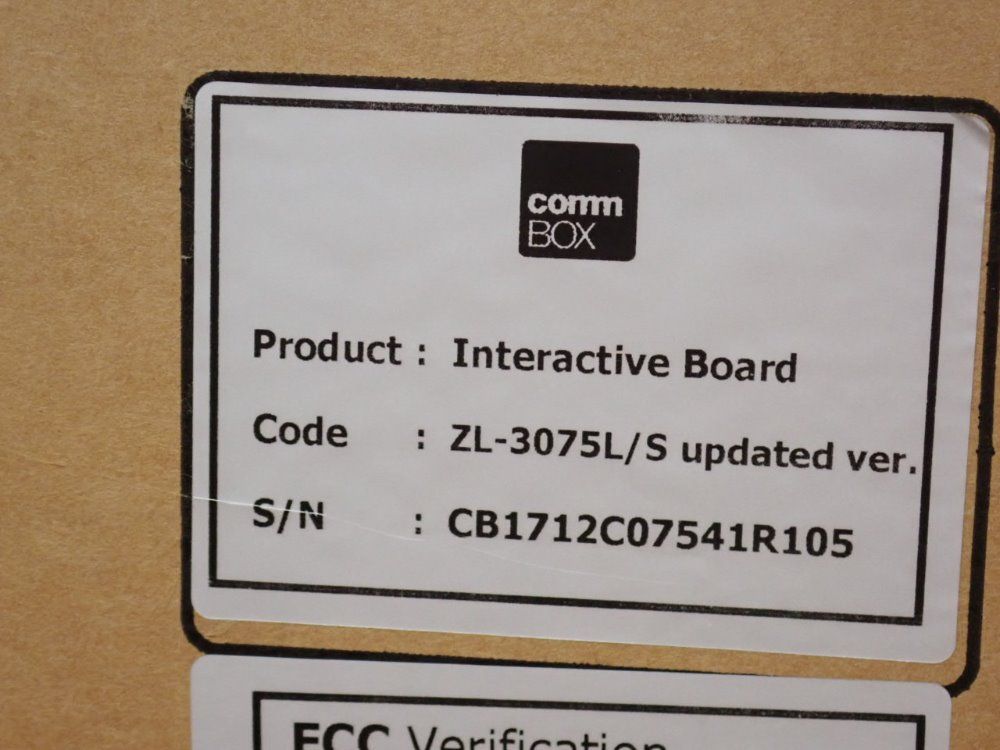 comm
BOX
Product : Interactive Board
Code : ZL-3075L/S updated ver.
S/N : CB1712C07541R105
FCC Verification